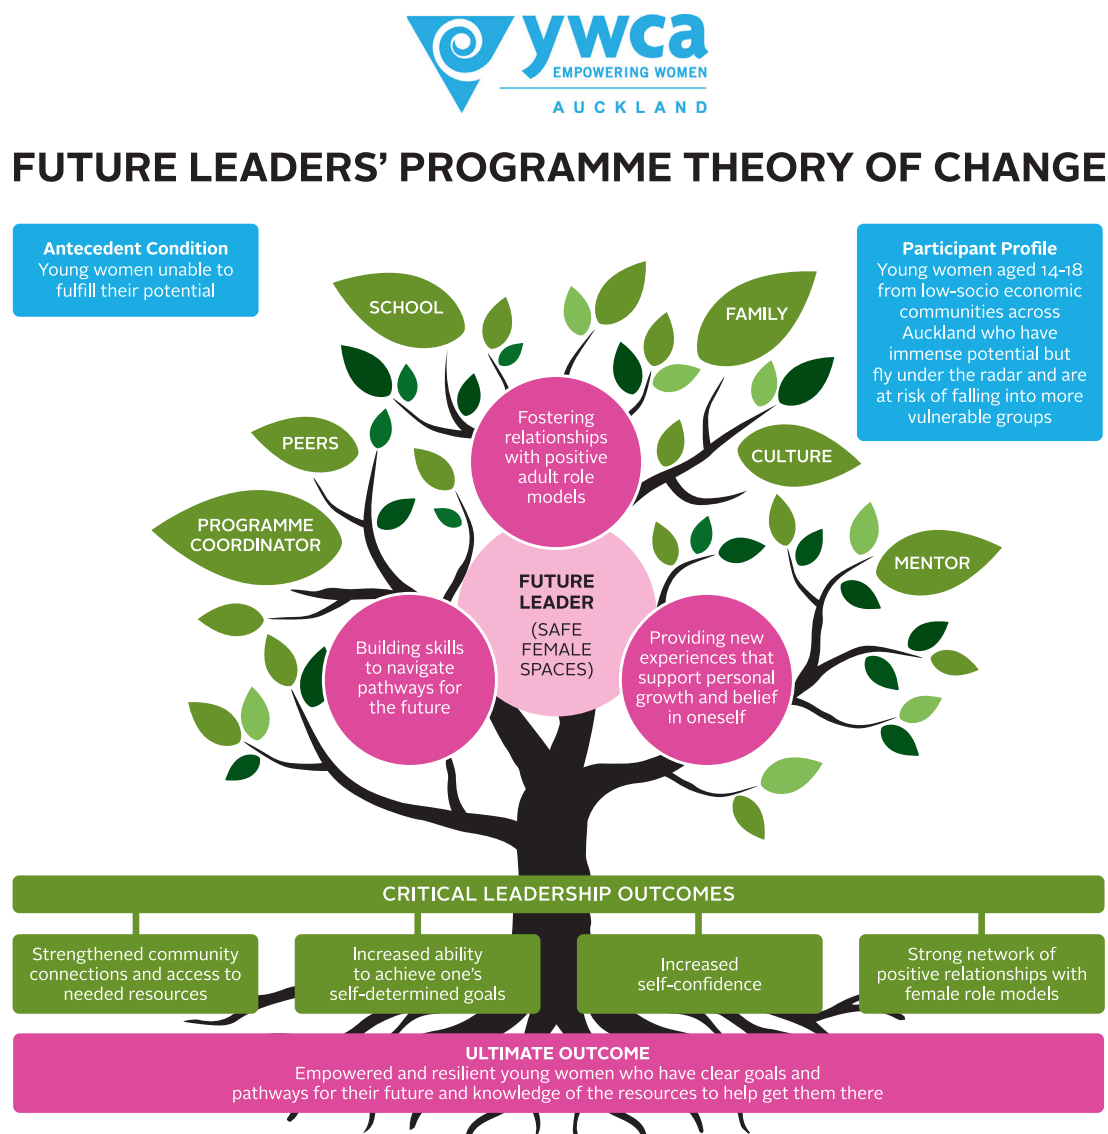 ywca
EMPOWERING WOMEN
AUCKLAND
FUTURE LEADERS’ PROGRAMME THEORY OF CHANGE
Antecedent Condition
Young women unable to
fulfill their potential
Participant Profile
Young women aged 14-18
from low-socio economic
communities across
Auckland who have
immense potential but
fly under the radar and are
at risk of falling into more
vulnerable groups
SCHOOL
FAMILY
PEERS
CULTURE
PROGRAMME
COORDINATOR
MENTOR
Fostering
relationships
with positive
adult role
models
FUTURE
LEADER
(SAFE
FEMALE
SPACES)
Building skills
to navigate
pathways for
the future
Providing new
experiences that
support personal
growth and belief
in oneself
CRITICAL LEADERSHIP OUTCOMES
Strengthened community
connections and access to
needed resources
Increased ability
to achieve one’s
self-determined goals
Increased
self-confidence
Strong network of
positive relationships with
female role models
ULTIMATE OUTCOME
Empowered and resilient young women who have clear goals and
pathways for their future and knowledge of the resources to help get them there